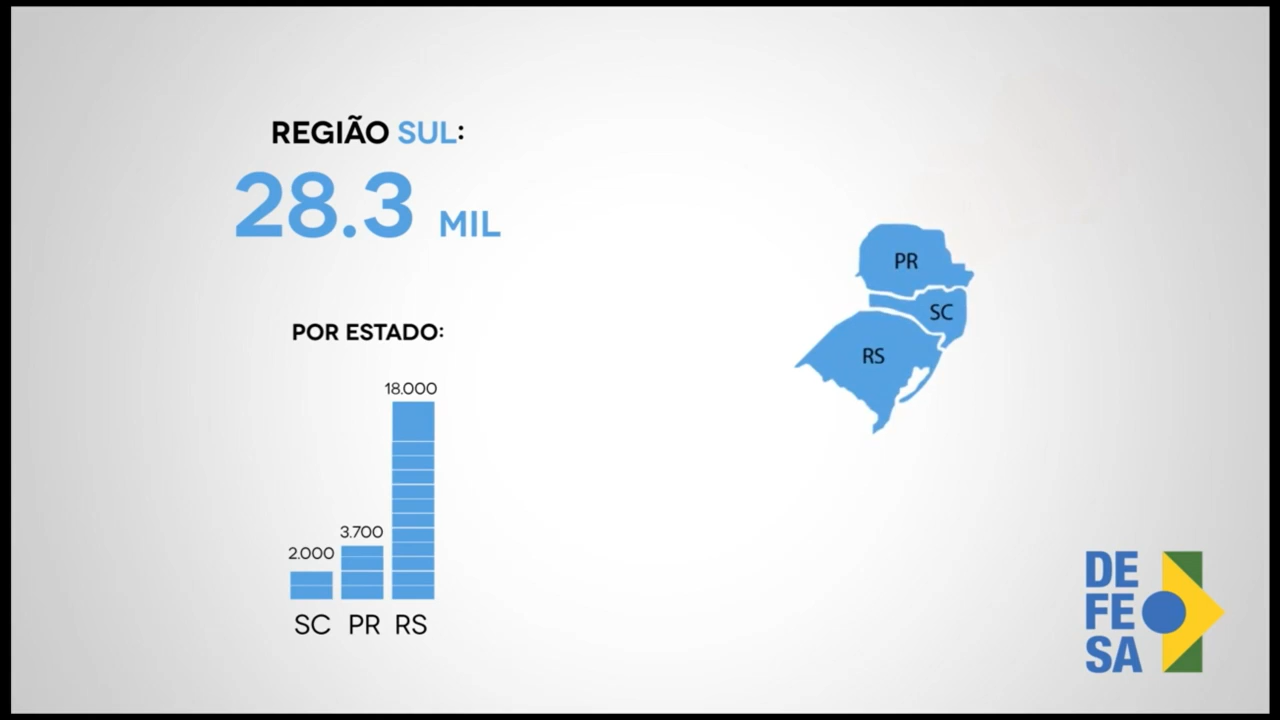 REGIÃO SUL:
28.3 MIL
POR ESTADO:
18.000
3.700
2.000
SC PR RS
PR
SC
RS
DE
FE
SA